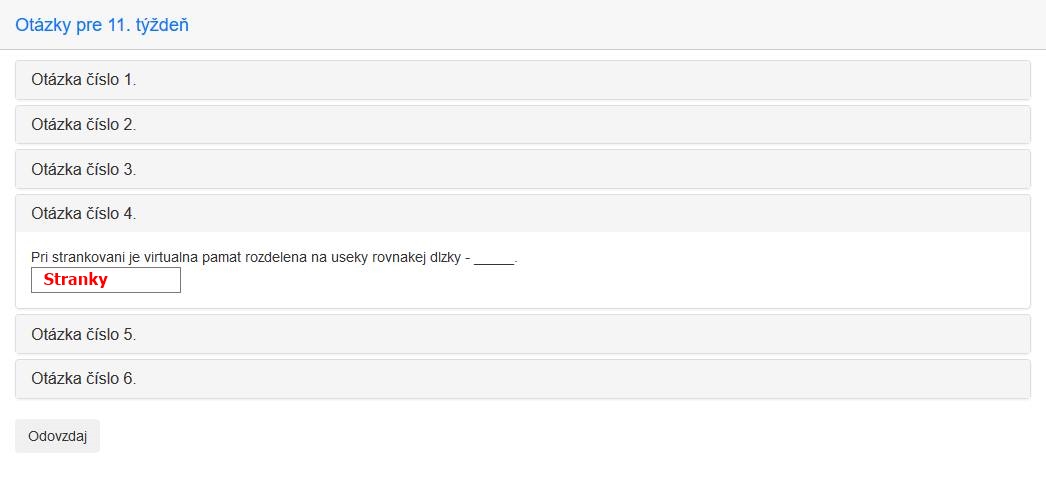 Otázky pre 11. týždeň
Otázka číslo 1.
Otázka číslo 2.
Otázka číslo 3.
Otázka číslo 4.
Pri strankovani je virtualna pamat rozdelena na useky rovnakej dlzky - _____.
Stranky
Otázka číslo 5.
Otázka číslo 6.
Odovzdaj